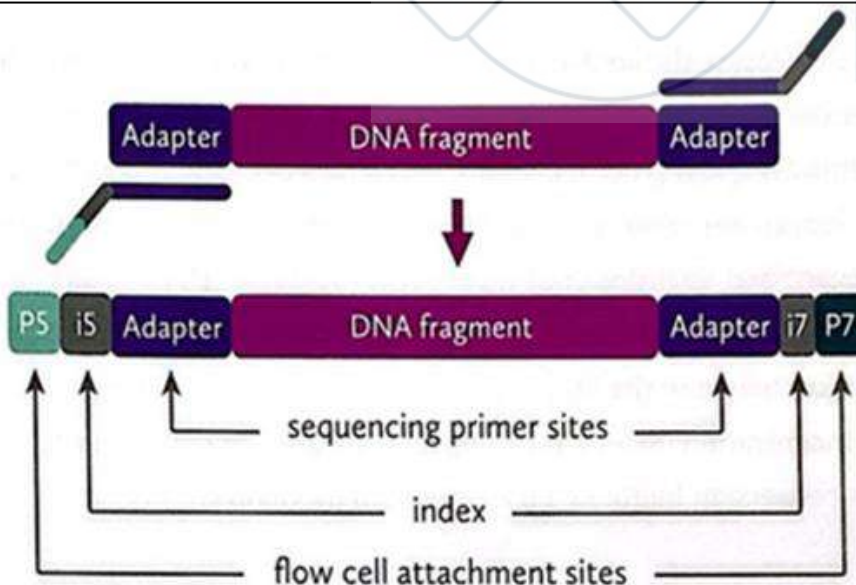 Adapter DNA fragment Adapter
P5 i5 Adapter DNA fragment Adapter i7 P7
sequencing primer sites
index
flow cell attachment sites